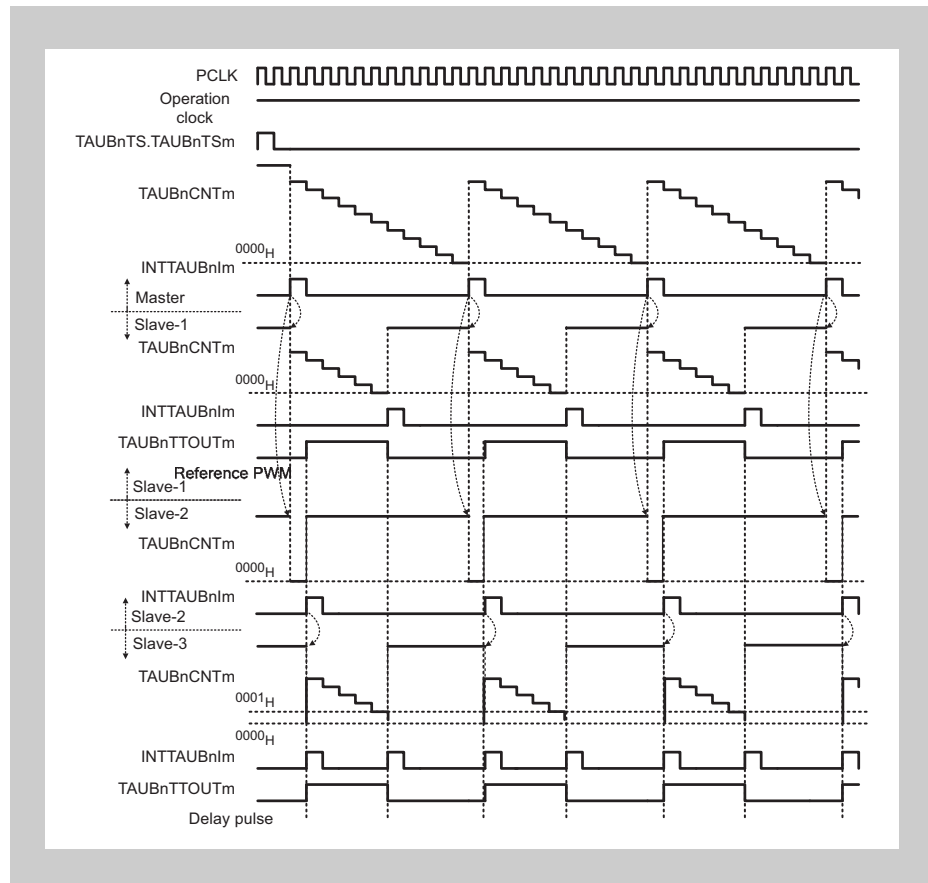 PCLK
Operation
clock
TAUBnTS.TAUBnTSm
TAUBnCNTm
0000H
INTTAUBnIm
Master
Slave-1
TAUBnCNTm
0000H
INTTAUBnIm
TAUBnTTOUTm
Reference PWM
Slave-1
Slave-2
TAUBnCNTm
0000H
INTTAUBnIm
Slave-2
Slave-3
TAUBnCNTm
0001H
0000H
INTTAUBnIm
TAUBnTTOUTm
Delay pulse